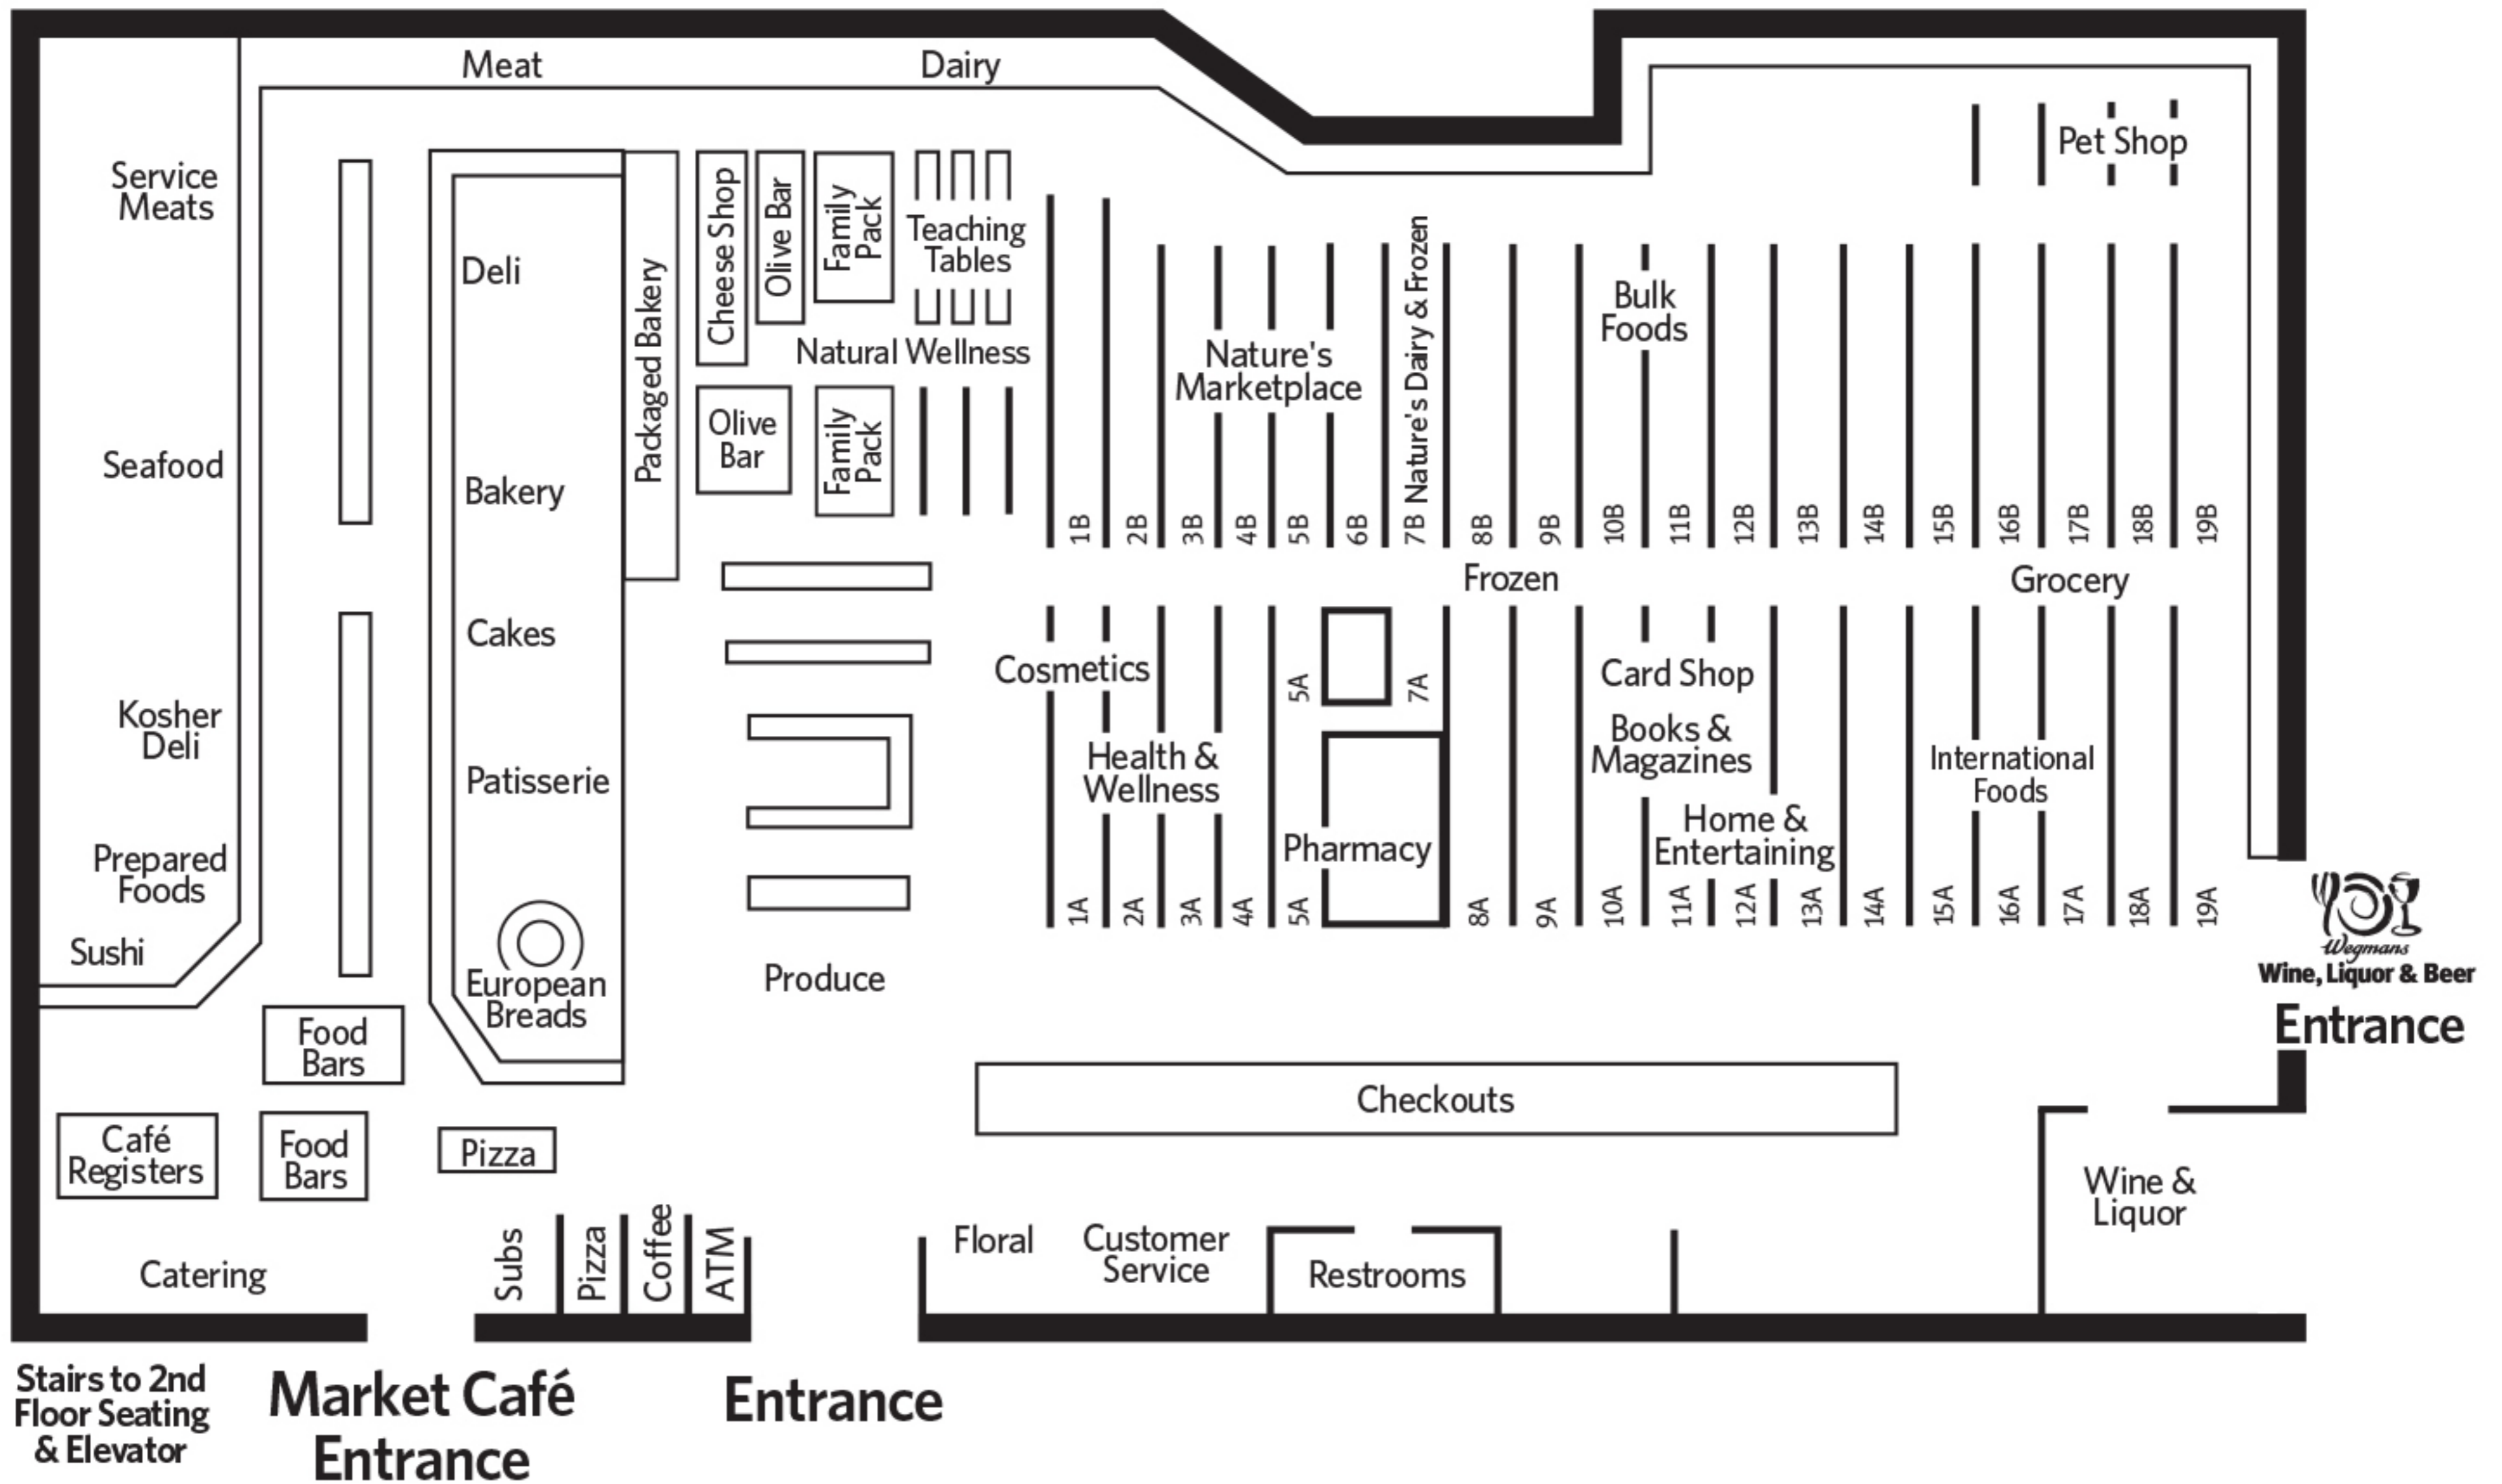 Meat
Dairy
Service
Meats
Seafood
Kosher
Deli
Prepared
Foods
Sushi
Deli
Bakery
Cakes
Patisserie
European
Breads
Packaged Bakery
Cheese Shop
Olive Bar
Family
Pack
Teaching
Tables
Natural Wellness
Olive
Bar
Family
Pack
Produce
Nature's
Marketplace
Nature's Dairy & Frozen
Bulk
Foods
Pet Shop
1B
2B
3B
4B
5B
6B
7B
8B
9B
10B
11B
12B
13B
14B
15B
16B
17B
18B
19B
Frozen
Grocery
Cosmetics
Health &
Wellness
5A
7A
Pharmacy
Card Shop
Books &
Magazines
Home &
Entertaining
International
Foods
1A
2A
3A
4A
5A
8A
9A
10A
11A
12A
13A
14A
15A
16A
17A
18A
19A
Wegmans
Wine, Liquor & Beer
Entrance
Food
Bars
Café
Registers
Food
Bars
Pizza
Catering
Subs
Pizza
Coffee
ATM
Checkouts
Floral
Customer
Service
Restrooms
Wine &
Liquor
Stairs to 2nd
Floor Seating
& Elevator
Market Café
Entrance
Entrance